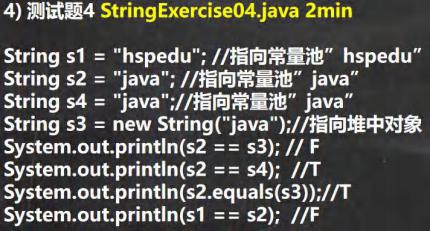 4) 测试题4 StringExercise04.java 2min
String s1 = "hspedu"; //指向常量池”hspedu”
String s2 = "java"; //指向常量池”java”
String s4 = "java";//指向常量池”java”
String s3 = new String("java");//指向堆中对象
System.out.println(s2 == s3); // F
System.out.println(s2 == s4);  //T
System.out.println(s2.equals(s3));//T
System.out.println(s1 == s2);  //F